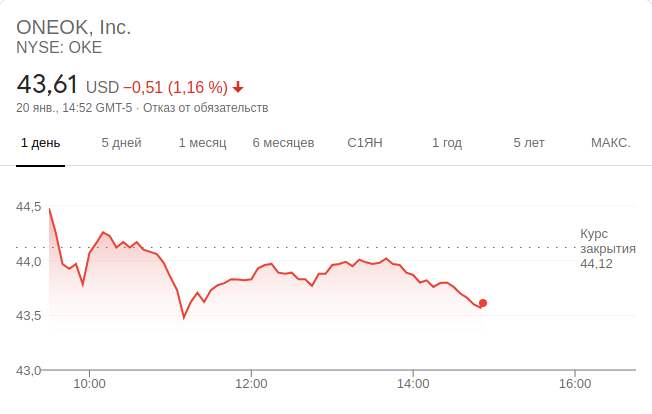 ONEOK, Inc.
NYSE: OKE
43,61 USD −0,51 (1,16 %)
20 янв., 14:52 GMT-5 · Отказ от обязательств
1 день 5 дней 1 месяц 6 месяцев С1ЯН 1 год 5 лет МАКС.
44,5
Курс
закрытия
44,12
44,0
43,5
43,0
10:00 12:00 14:00 16:00